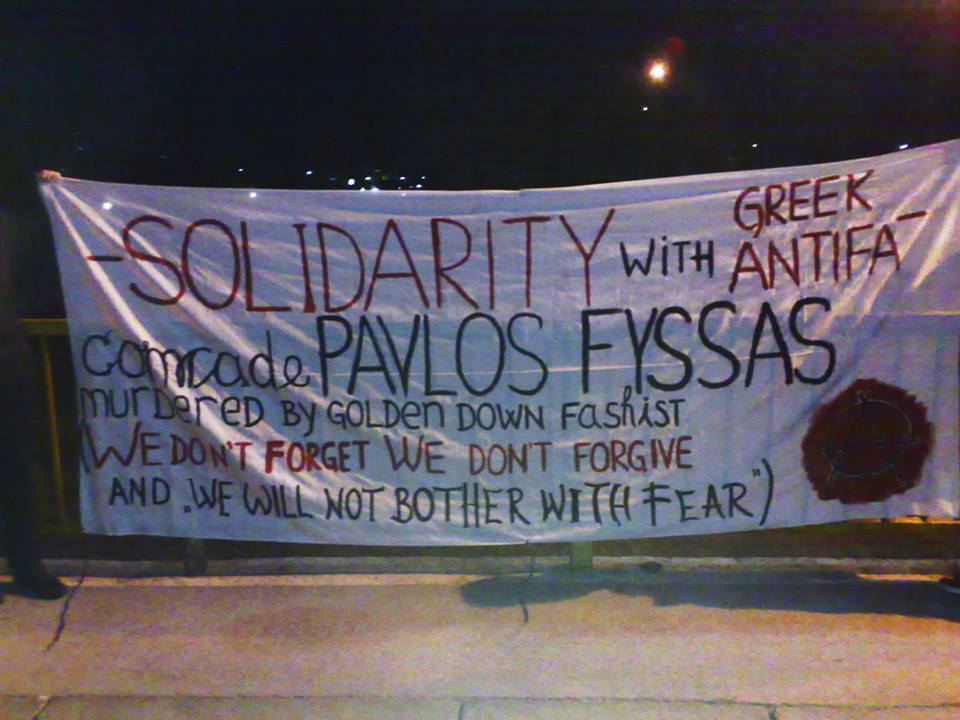 -SOLIDARITY WiTH GREEK ANTIFA-
Comrade PAVLOS FYSSAS
murDereD BY GOLDEN DOWN Fashist
(WE DON'T FORGET WE DON'T FORGIVE
AND „WE WILL NOT BOTHER WITH FEAR")
A